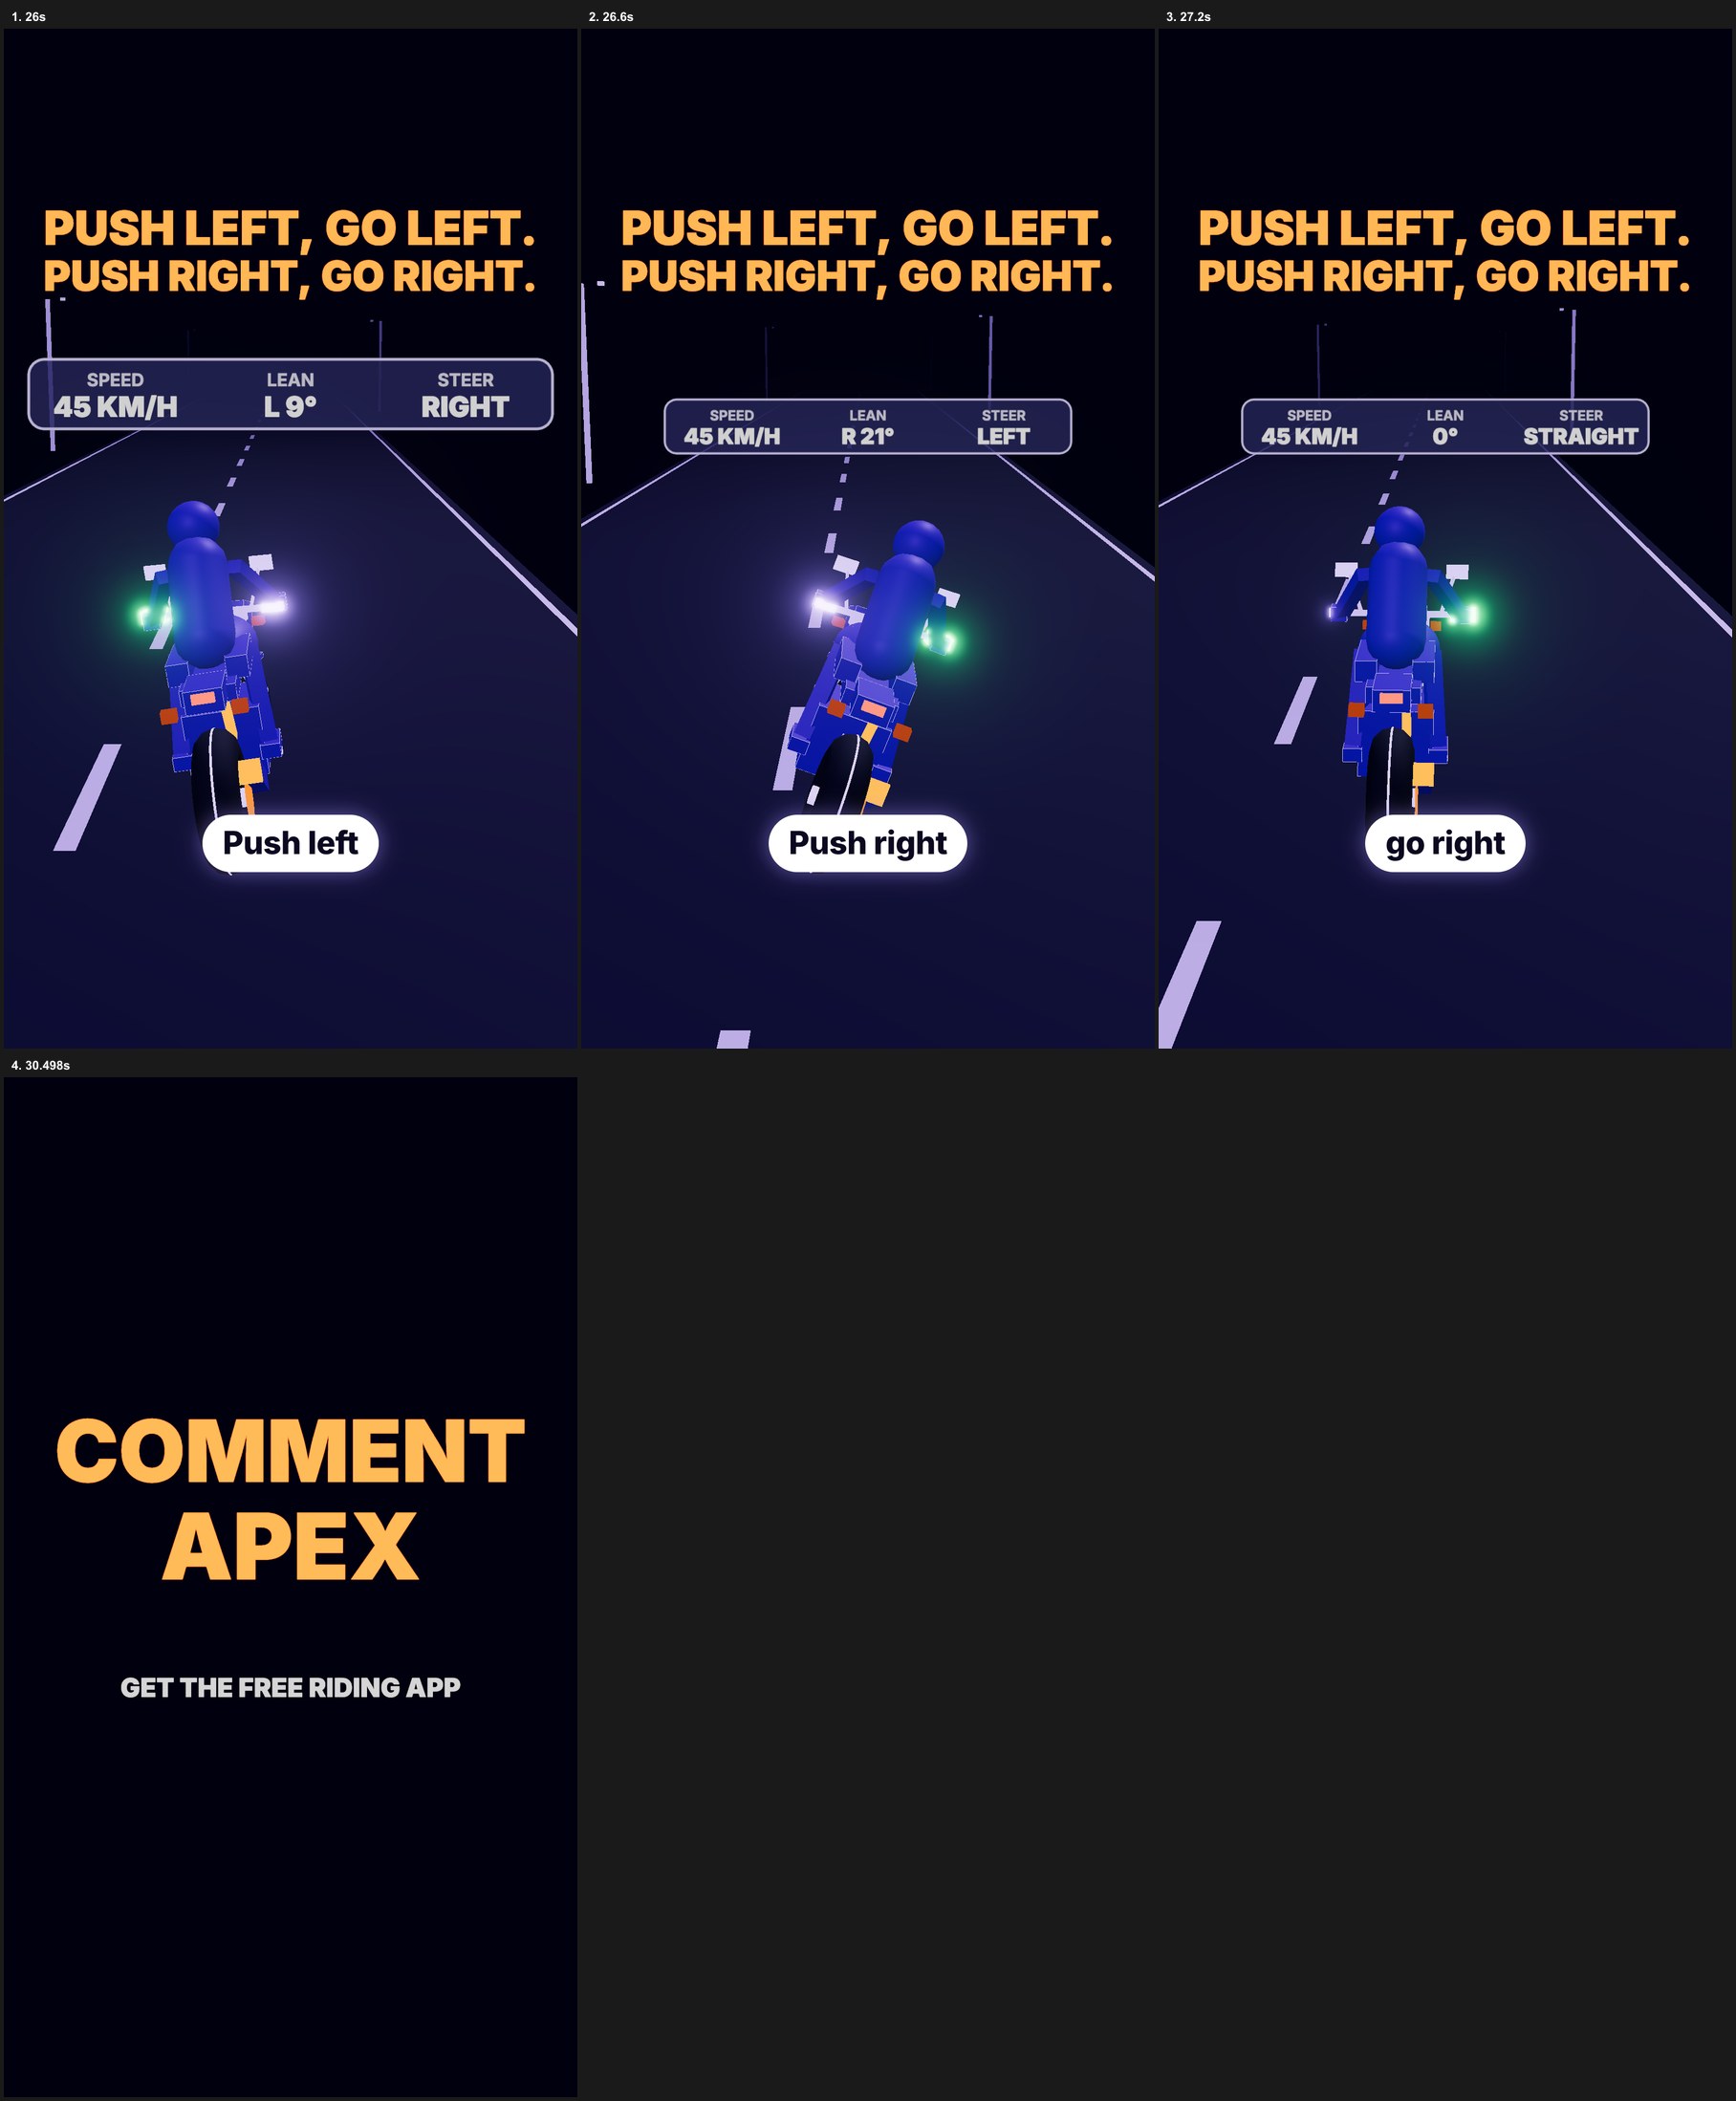 1. 26s
PUSH LEFT, GO LEFT.
PUSH RIGHT, GO RIGHT.
SPEED LEAN STEER
45 KM/H L 9° RIGHT
Push left
2. 26.6s
PUSH LEFT, GO LEFT.
PUSH RIGHT, GO RIGHT.
SPEED LEAN STEER
45 KM/H R 21° LEFT
Push right
3. 27.2s
PUSH LEFT, GO LEFT.
PUSH RIGHT, GO RIGHT.
SPEED LEAN STEER
45 KM/H 0° STRAIGHT
go right
4. 30.498s
COMMENT
APEX
GET THE FREE RIDING APP